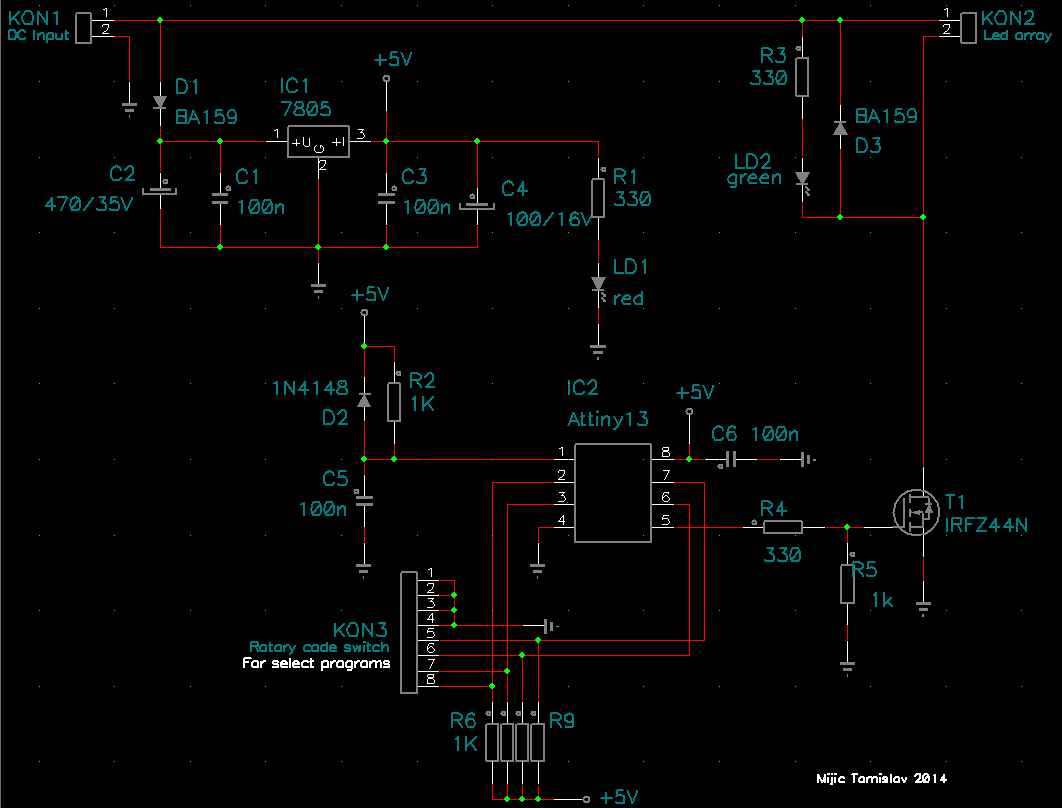 KON1
DC Input
1
2
1
2
KON2
Led array
D1
BA159
IC1
7805
+5V
1
+U
G
+I
3
2
C2
470/35V
C1
100n
C3
100n
C4
100/16V
R1
330
LD1
red
R3
330
BA159
D3
LD2
green
+5V
1N4148
D2
R2
1K
C5
100n
IC2
Attiny13
+5V
C6 100n
1
2
3
4
8
7
6
5
R4
330
T1
IRFZ44N
R5
1k
1
2
3
4
5
6
7
8
KON3
Rotary code switch
For select programs
R6
1K
R9
+5V
Mijic Tomislav 2014